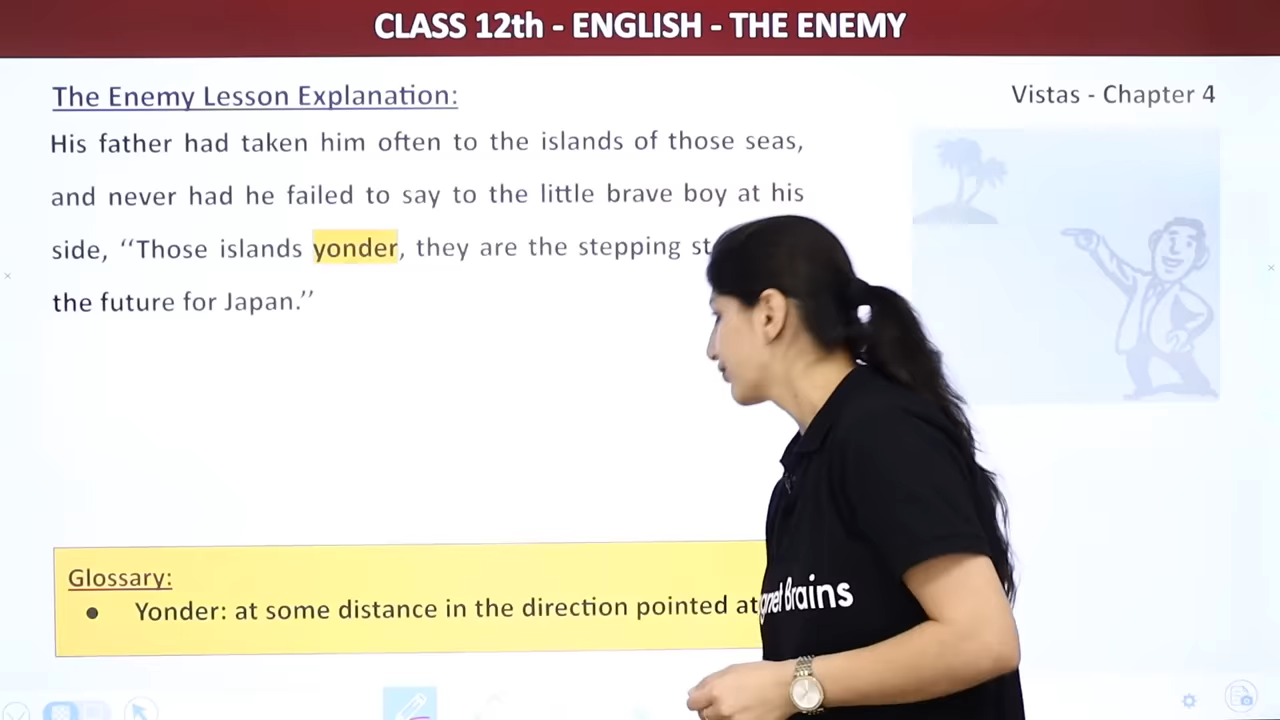 CLASS 12th - ENGLISH - THE ENEMY
The Enemy Lesson Explanation:
Vistas - Chapter 4
His father had taken him often to the islands of those seas,
and never had he failed to say to the little brave boy at his
side, ‘‘Those islands yonder, they are the stepping
the future for Japan.’’
Glossary:
● Yonder: at some distance in the direction pointed at
Brains